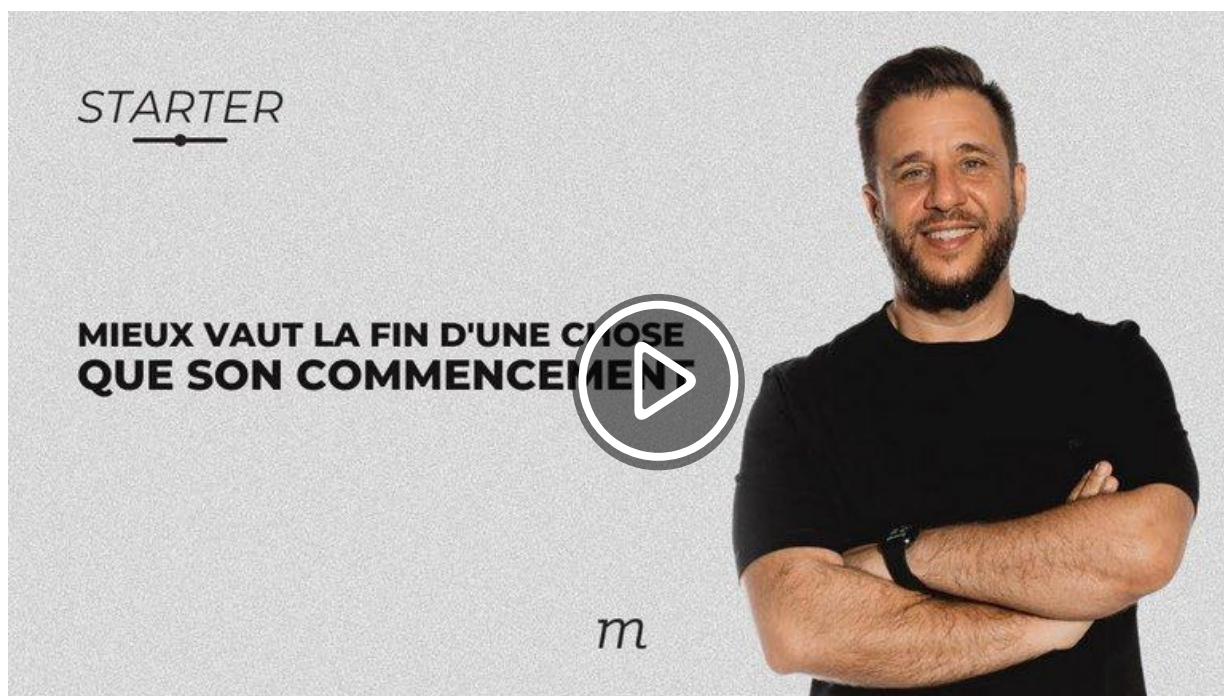 STARTER
MIEUX VAUT LA FIN D'UNE CHOSE
QUE SON COMMENCEMENT
m